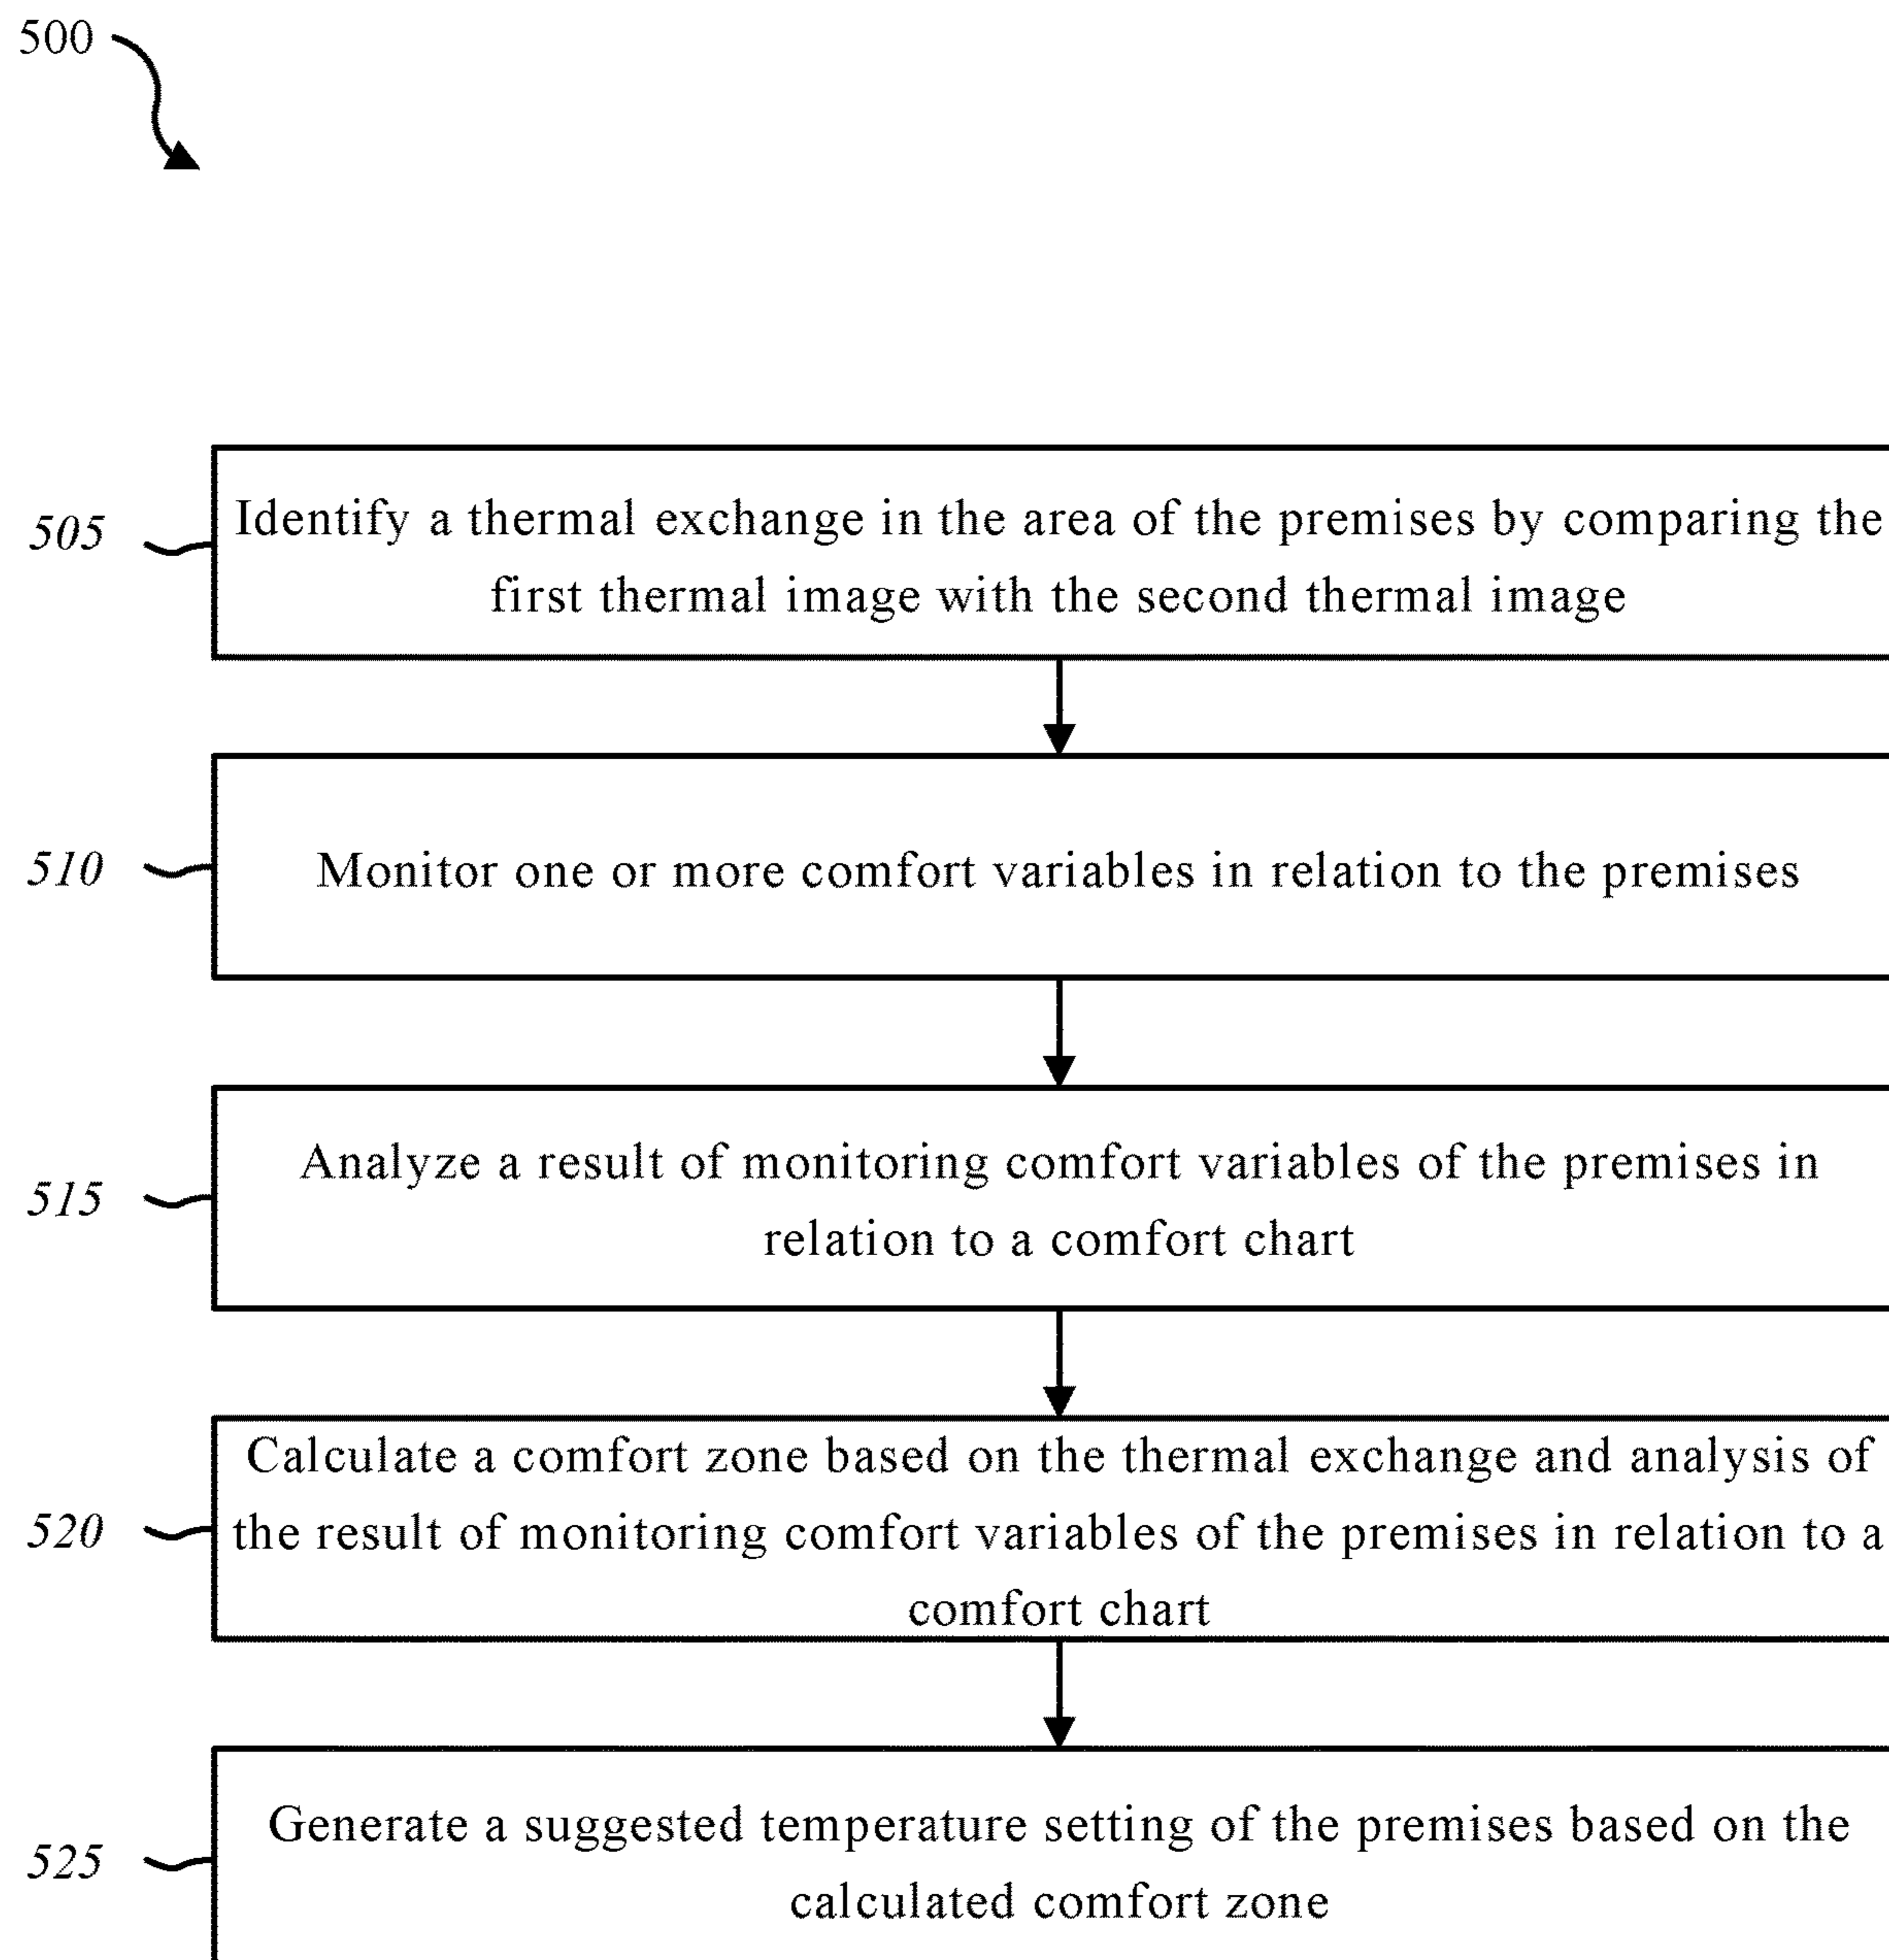 500
505
Identify a thermal exchange in the area of the premises by comparing the
first thermal image with the second thermal image
510
Monitor one or more comfort variables in relation to the premises
515
Analyze a result of monitoring comfort variables of the premises in
relation to a comfort chart
520
Calculate a comfort zone based on the thermal exchange and analysis of
the result of monitoring comfort variables of the premises in relation to a
comfort chart
525
Generate a suggested temperature setting of the premises based on the
calculated comfort zone